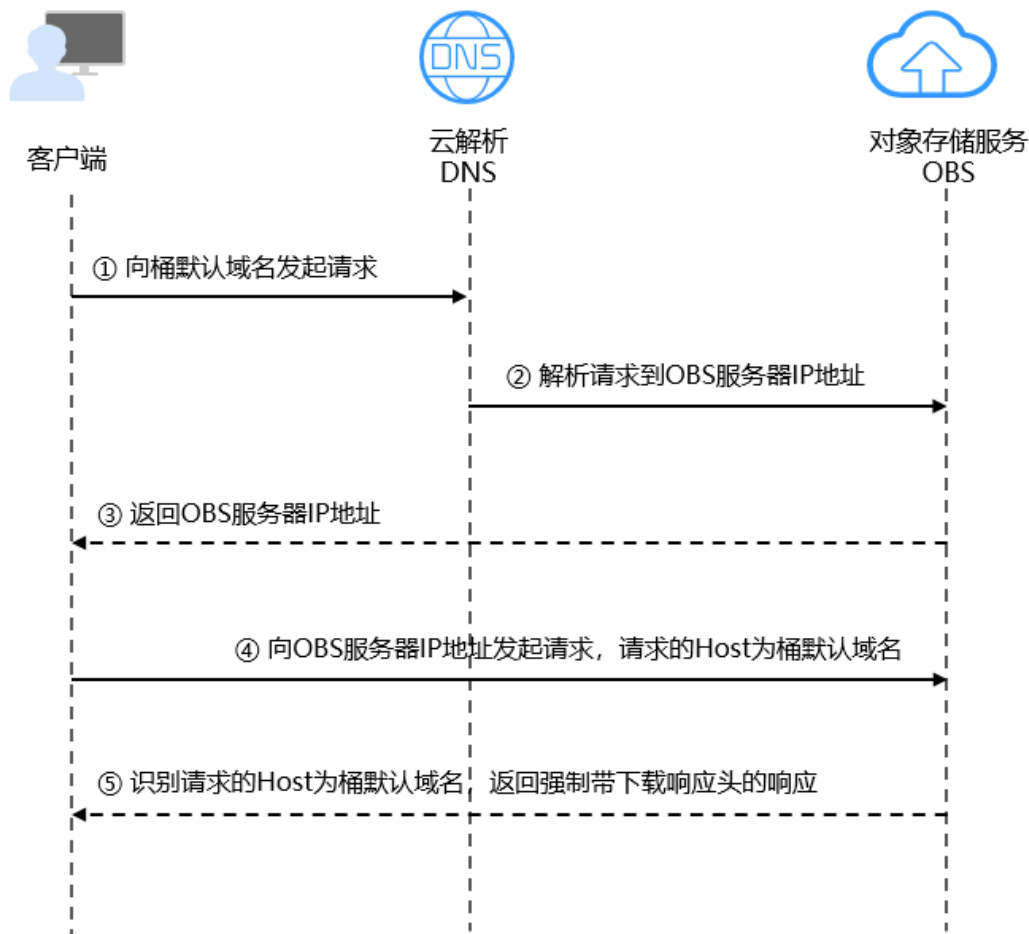 DNS
客户端
云解析
DNS
对象存储服务
OBS
① 向桶默认域名发起请求
② 解析请求到OBS服务器IP地址
③ 返回OBS服务器IP地址
④ 向OBS服务器IP地址发起请求，请求的Host为桶默认域名
⑤ 识别请求的Host为桶默认域名，返回强制带下载响应头的响应